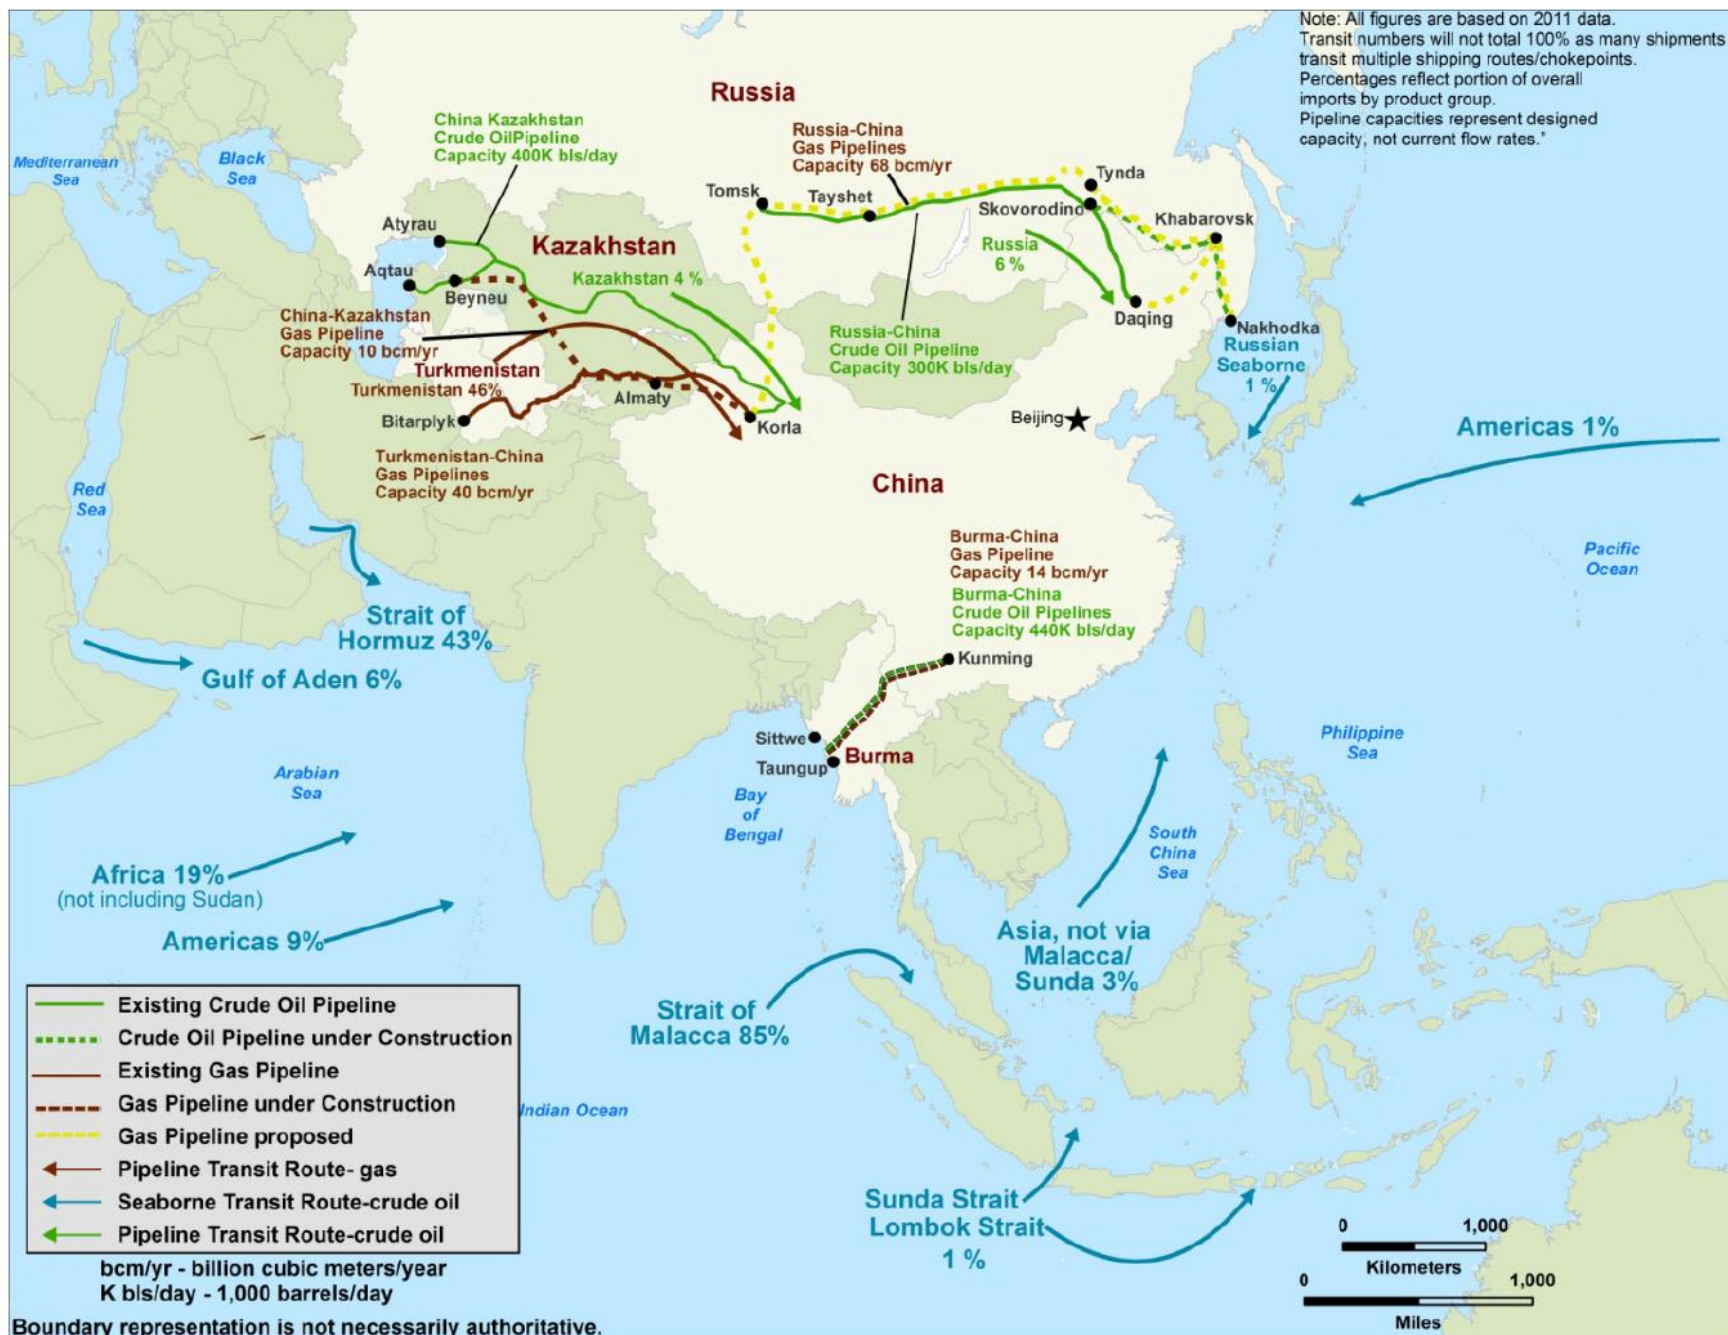 Note: All figures are based on 2011 data.
Transit numbers will not total 100% as many shipments
transit multiple shipping routes/chokepoints.
Percentages reflect portion of overall
imports by product group.
Pipeline capacities represent designed
capacity, not current flow rates."
Russia
China Kazakhstan
Crude OilPipeline
Capacity 400K bls/day
Russia-China
Gas Pipelines
Capacity 68 bcm/yr
Mediterranean
Sea
Black
Sea
Tomsk
Tayshet
Tynda
Skovorodino
Khabarovsk
Atyrau
Kazakhstan
Russia
6 %
Aqtau
Beyneu
Kazakhstan 4 %
Daqing
Nakhodka
China-Kazakhstan
Gas Pipeline
Capacity 10 bcm/yr
Russia-China
Crude Oil Pipeline
Capacity 300K bls/day
Russian
Seaborne
1 %
Turkmenistan
Turkmenistan 46%
Almaty
Bitarplyk
Korla
Beijing
Americas 1%
Turkmenistan-China
Gas Pipelines
Capacity 40 bcm/yr
China
Red
Sea
Burma-China
Gas Pipeline
Capacity 14 bcm/yr
Burma-China
Crude Oil Pipelines
Capacity 440K bls/day
Pacific
Ocean
Strait of
Hormuz 43%
Gulf of Aden 6%
Kunming
Sittwe
Taungup
Burma
Philippine
Sea
Arabian
Sea
Bay
of
Bengal
South
China
Sea
Africa 19%
(not including Sudan)
Americas 9%
Asia, not via
Malacca/
Sunda 3%
Strait of
Malacca 85%
Existing Crude Oil Pipeline
Crude Oil Pipeline under Construction
Existing Gas Pipeline
Gas Pipeline under Construction
Gas Pipeline proposed
Pipeline Transit Route- gas
Seaborne Transit Route-crude oil
Pipeline Transit Route-crude oil
Indian Ocean
Sunda Strait
Lombok Strait
1 %
bcm/yr - billion cubic meters/year
K bls/day - 1,000 barrels/day
0 1,000
Kilometers
0 1,000
Miles
Boundary representation is not necessarily authoritative.